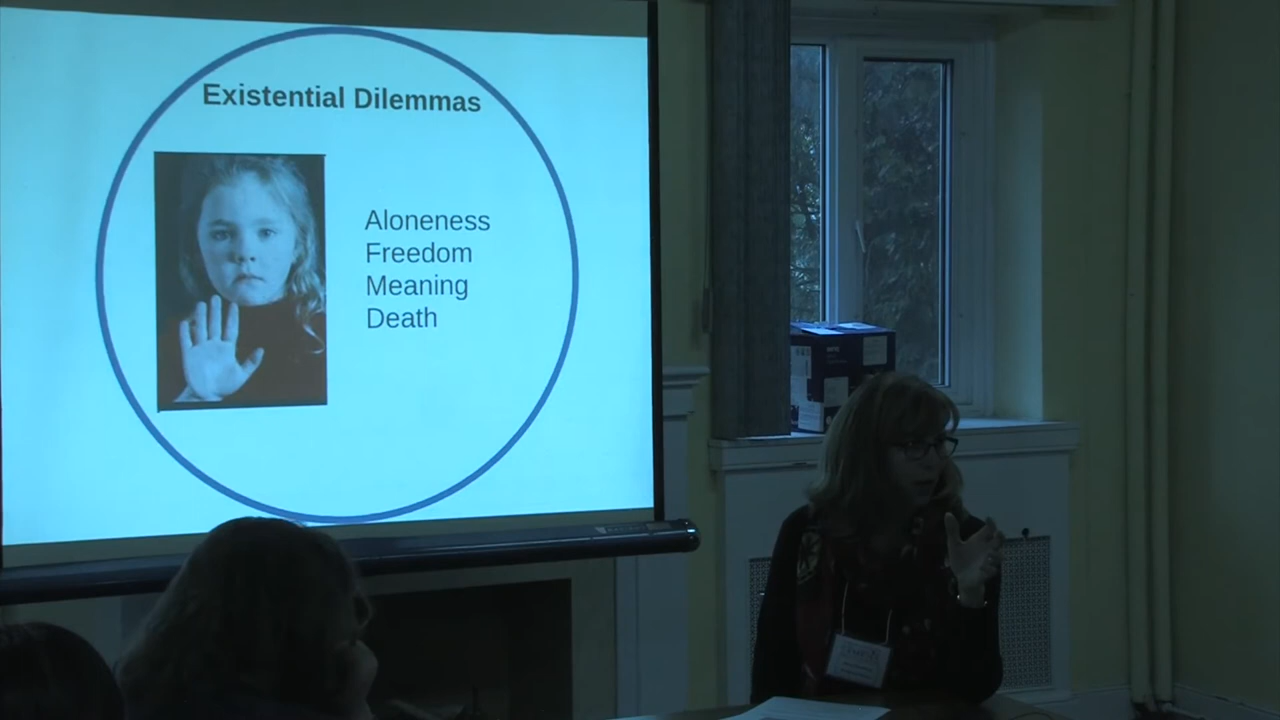 Existential Dilemmas
Aloneness
Freedom
Meaning
Death